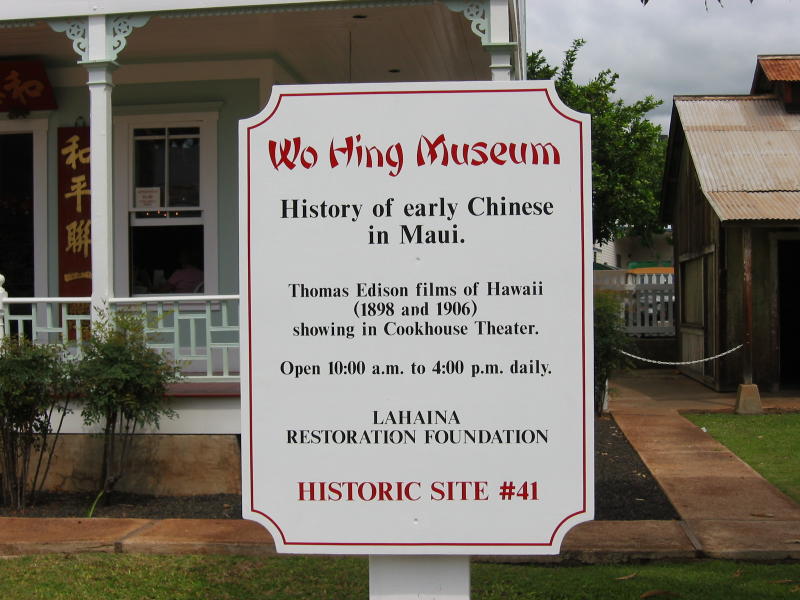 Wo Hing Museum
History of early Chinese
in Maui.
Thomas Edison films of Hawaii
(1898 and 1906)
showing in Cookhouse Theater.
Open 10:00 a.m. to 4:00 p.m. daily.
LAHAINA
RESTORATION FOUNDATION
HISTORIC SITE #41
和
和平聯